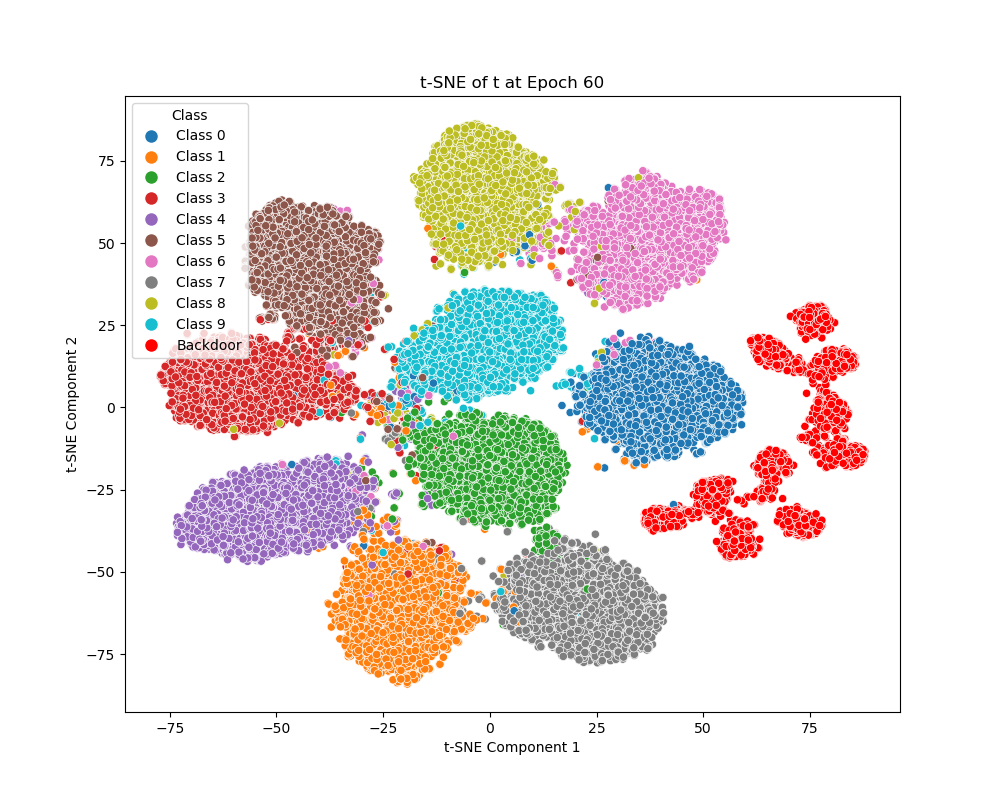 t-SNE of t at Epoch 60
Class
Class 0
Class 1
Class 2
Class 3
Class 4
Class 5
Class 6
Class 7
Class 8
Class 9
Backdoor
75
50
25
0
−25
−50
−75
t-SNE Component 2
−75 −50 −25 0 25 50 75
t-SNE Component 1